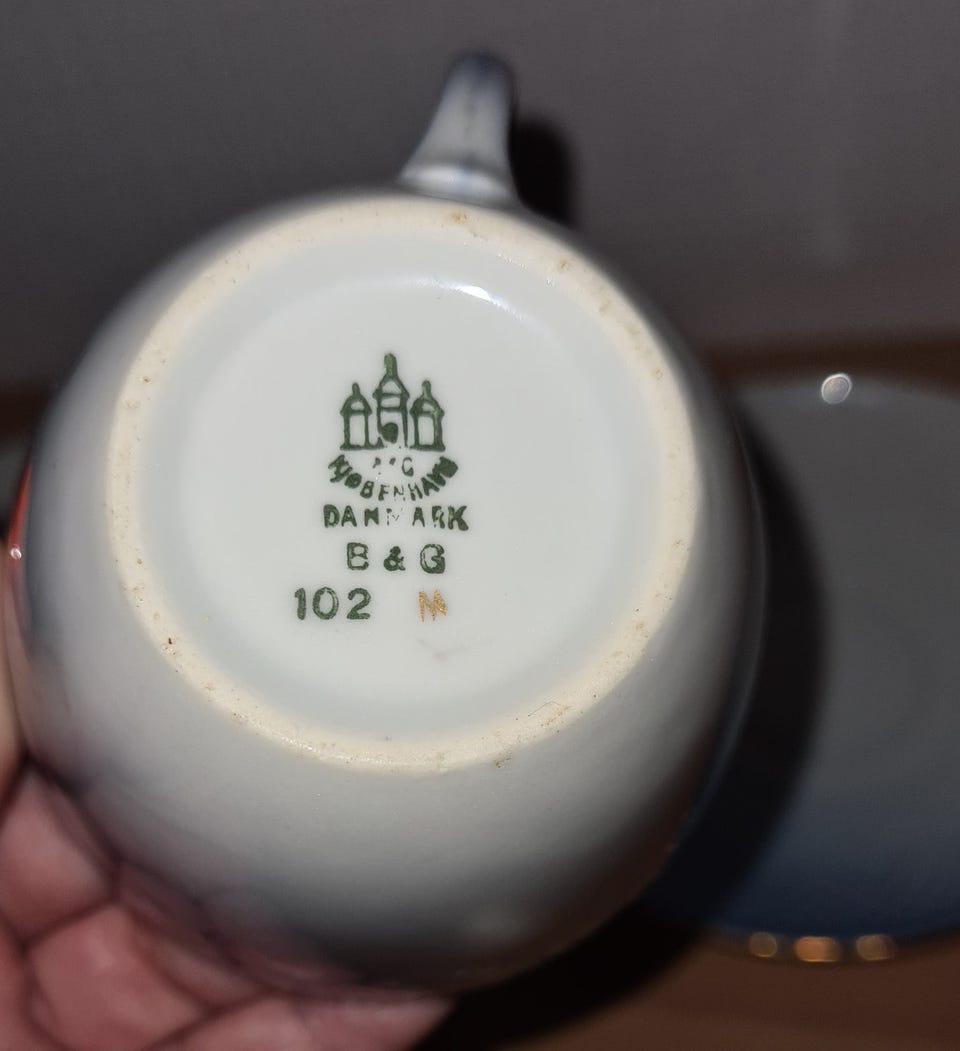 KJØBENHAVN
DANMARK
B & G
102 M